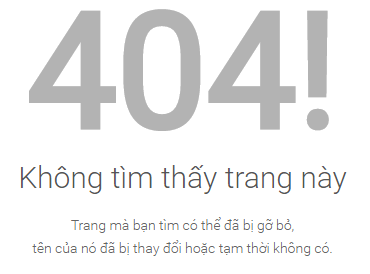 404!
Không tìm thấy trang này
Trang mà bạn tìm có thể đã bị gỡ bỏ,
tên của nó đã bị thay đổi hoặc tạm thời không có.